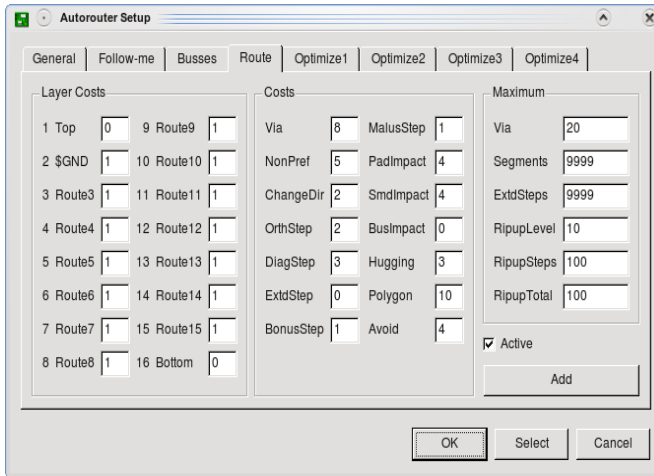 Autorouter Setup
General Follow-me Busses Route Optimize1 Optimize2 Optimize3 Optimize4
Layer Costs Costs Maximum
1 Top 0 9 Route9 1 Via 8 MalusStep 1 Via 20
2 $GND 1 10 Route10 1 NonPref 5 PadImpact 4 Segments 9999
3 Route3 1 11 Route11 1 ChangeDir 2 SmdImpact 4 ExtdSteps 9999
4 Route4 1 12 Route12 1 OrthStep 2 BusImpact 0 RipupLevel 10
5 Route5 1 13 Route13 1 DiagStep 3 Hugging 3 RipupSteps 100
6 Route6 1 14 Route14 1 ExtdStep 0 Polygon 10 RipupTotal 100
7 Route7 1 15 Route15 1 BonusStep 1 Avoid 4 Active
8 Route8 1 16 Bottom 0 Add
OK Select Cancel